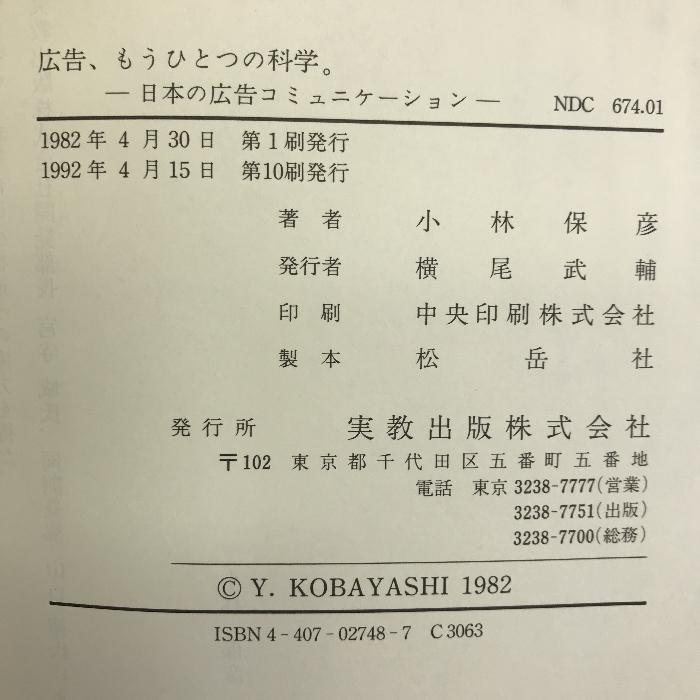 広告、もうひとつの科学。
―日本の広告コミュニケーション― NDC 674.01
1982年 4 月 30 日 第1刷発行
1992年 4 月 15 日 第10刷発行
著者 小林保彦
発行者 横尾武輔
印刷 中央印刷株式会社
製本 松岳社
発行所 実教出版株式会社
〒102 東京都千代田区五番町五番地
電話 東京 3238-7777(営業)
3238-7751(出版)
3238-7700(総務)
© Y. KOBAYASHI 1982
ISBN 4-407-02748-7 C3063